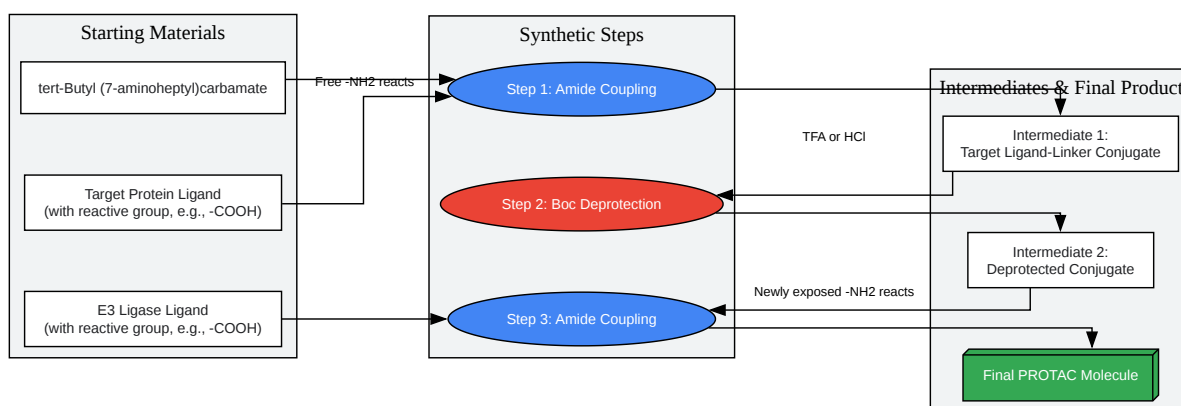 Starting Materials
tert-Butyl (7-aminoheptyl)carbamate
Target Protein Ligand
(with reactive group, e.g., -COOH)
E3 Ligase Ligand
(with reactive group, e.g., -COOH)
Free -NH2 reacts
Synthetic Steps
Step 1: Amide Coupling
Step 2: Boc Deprotection
Step 3: Amide Coupling
TFA or HCl
Newly exposed -NH2 reacts
Intermediates & Final Product
Intermediate 1:
Target Ligand-Linker Conjugate
Intermediate 2:
Deprotected Conjugate
Final PROTAC Molecule